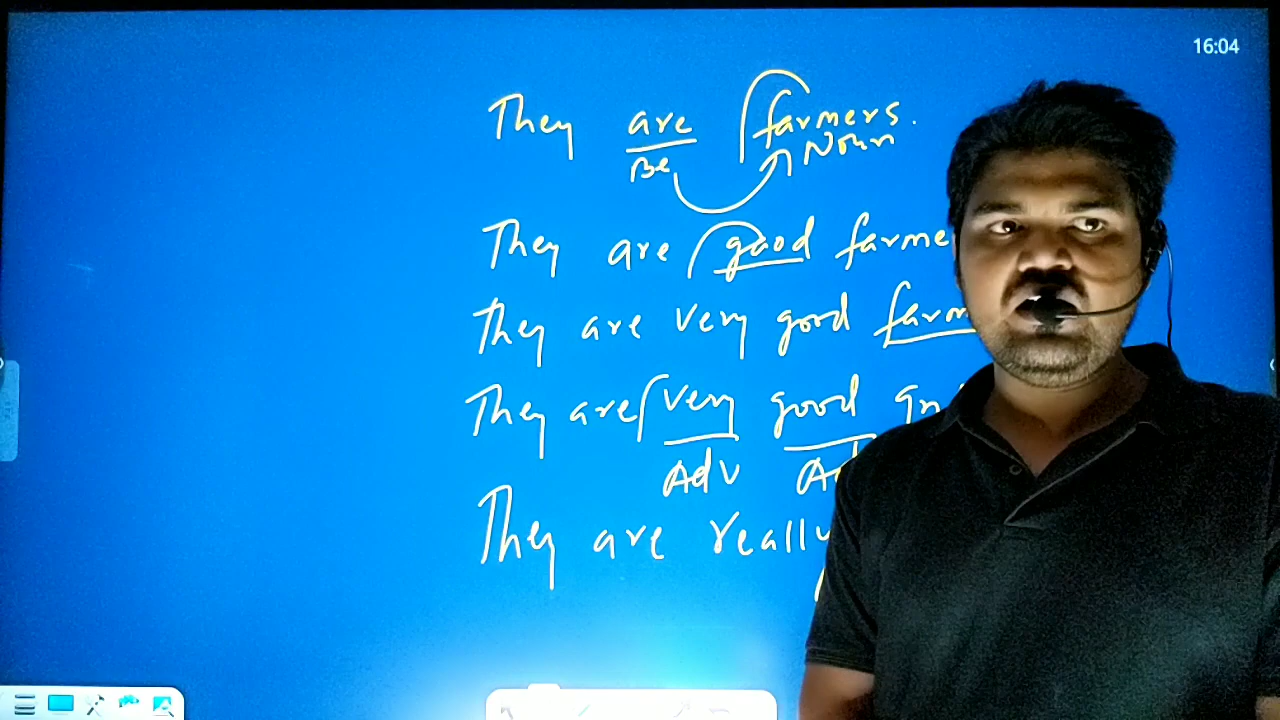 16:04
They are farmers.
Be Noun
They are good farme
They are very good farm
They are very good
Adv Ad
They are really